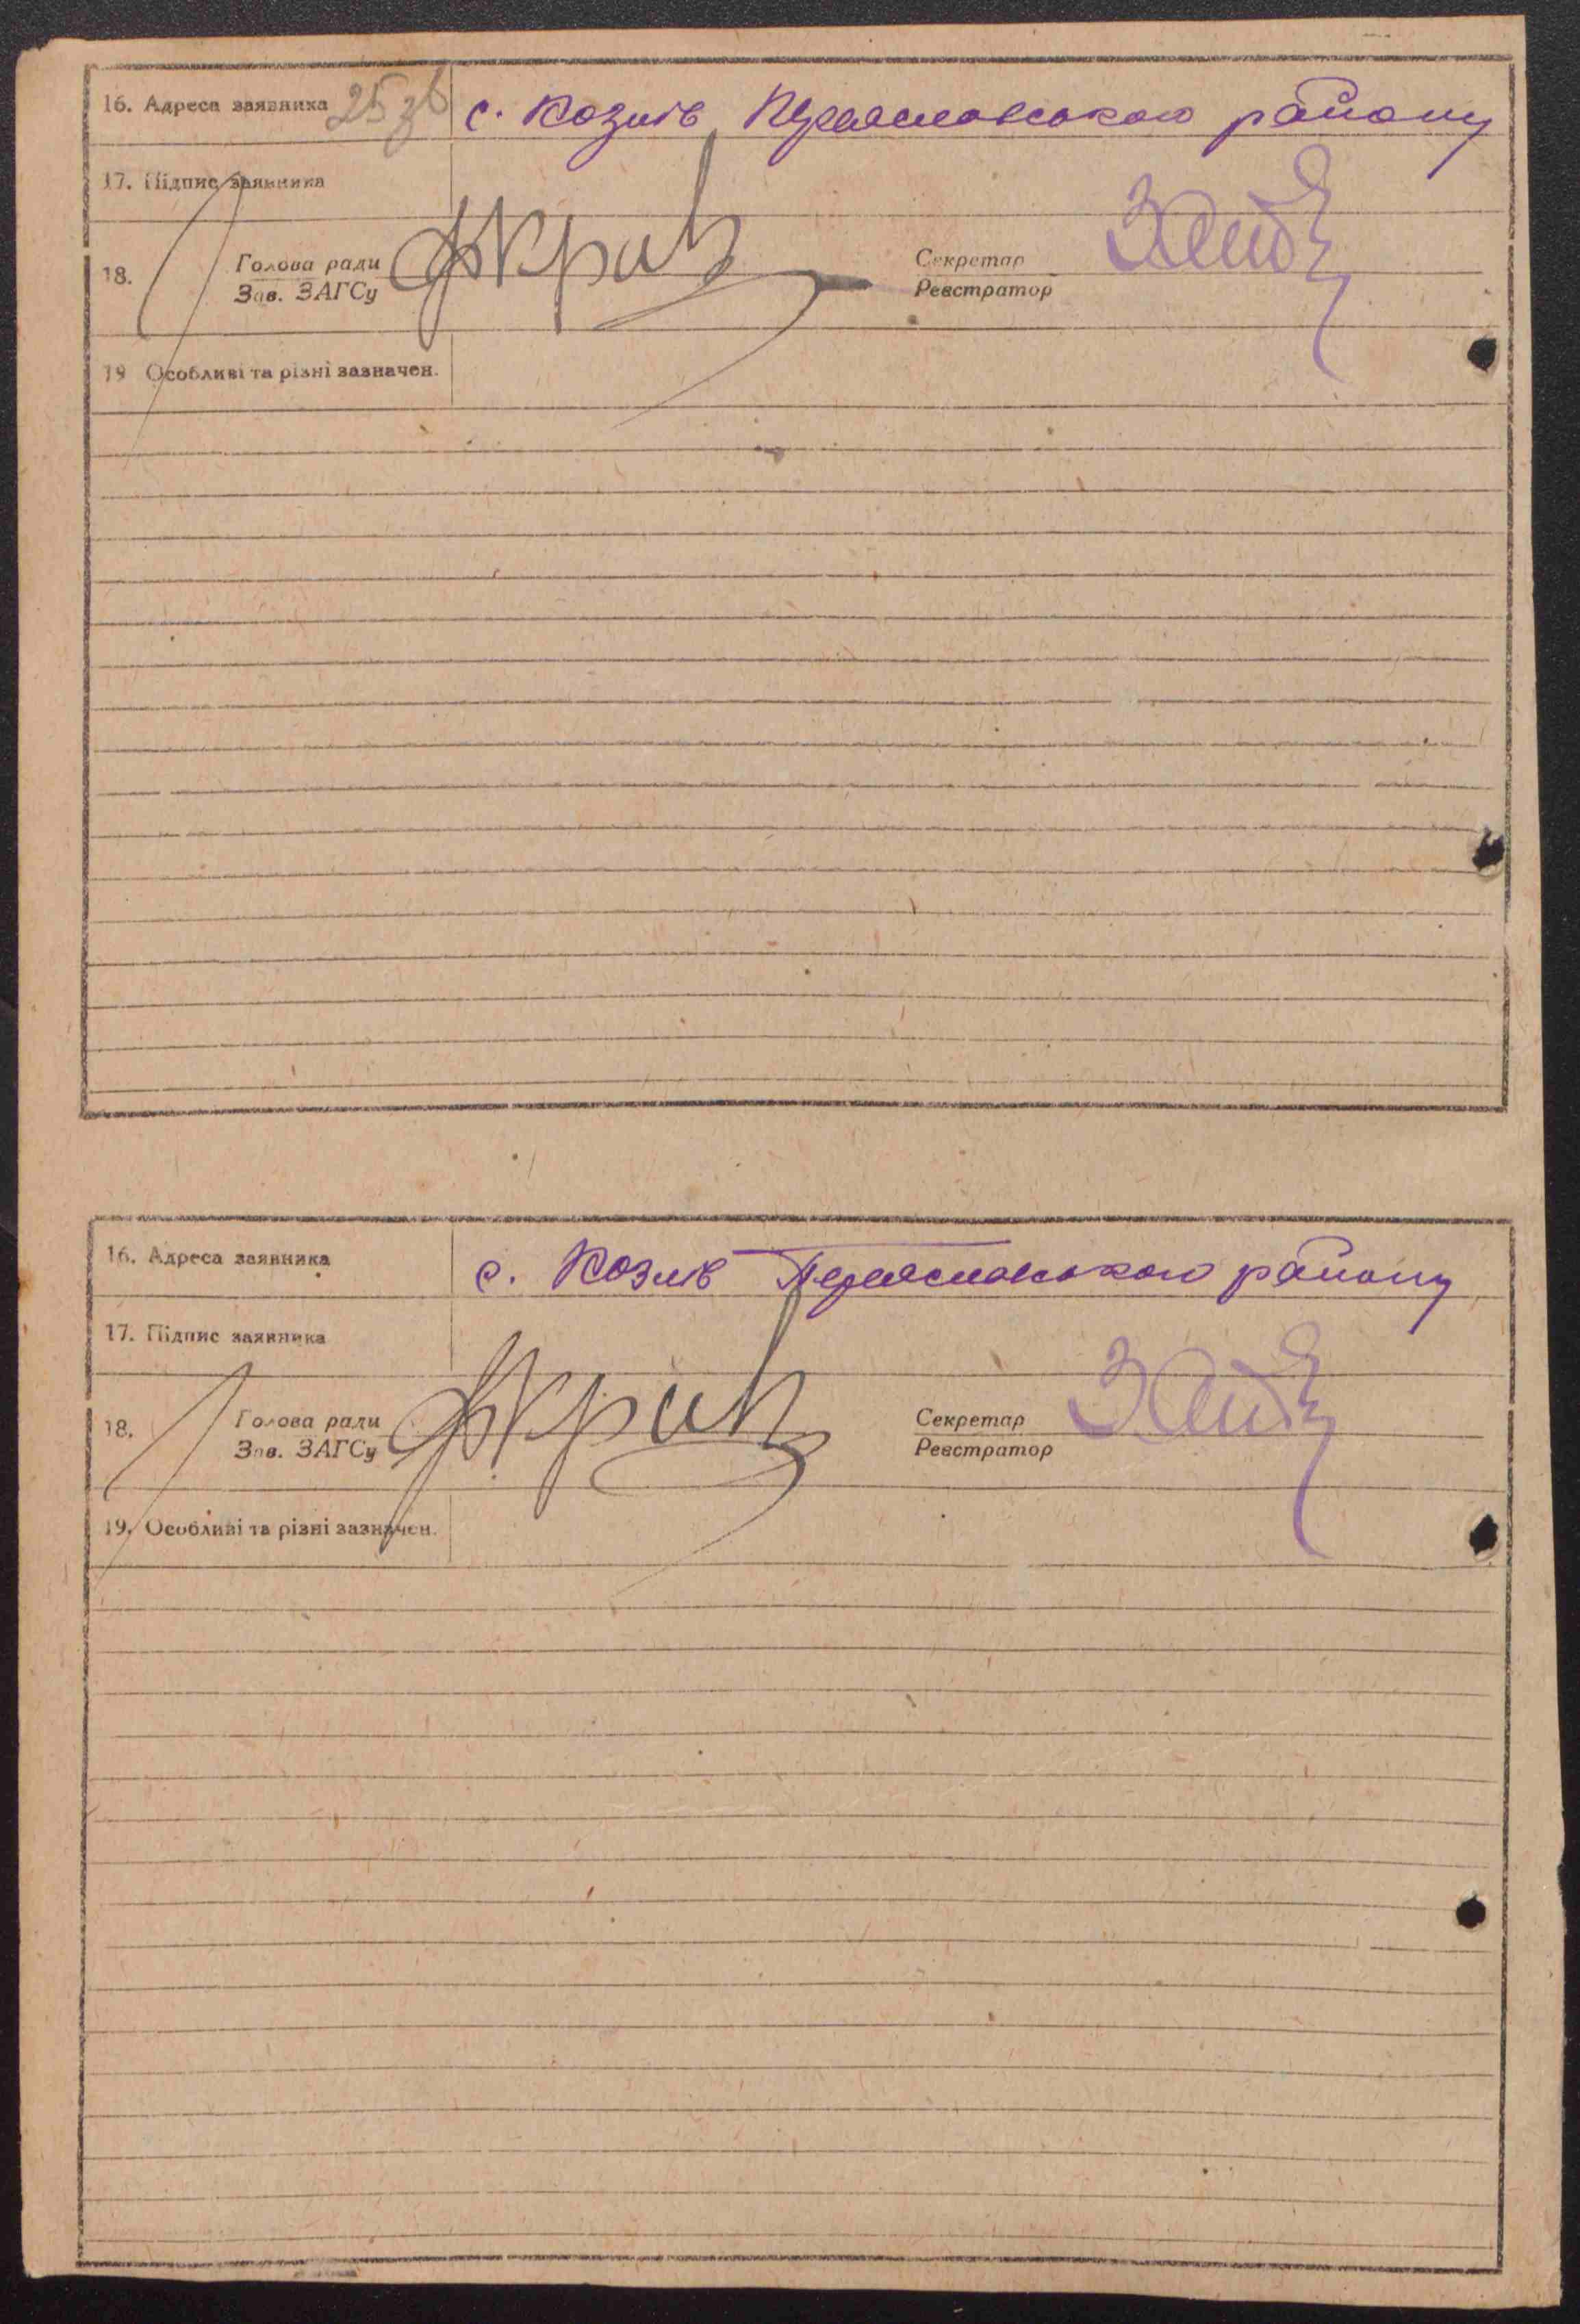 16. Адреса заявника 25 зв с. Козлів Переяславського району
17. Підпис заявника
18. Голова ради Секретар
Зав. ЗАГСу Реєстратор
19 Особливі та різні зазначен.
16. Адреса заявника с. Козлів Переяславського району
17. Підпис заявника
18. Голова ради Секретар
Зав. ЗАГСу Реєстратор
19. Особливі та різні зазначен.